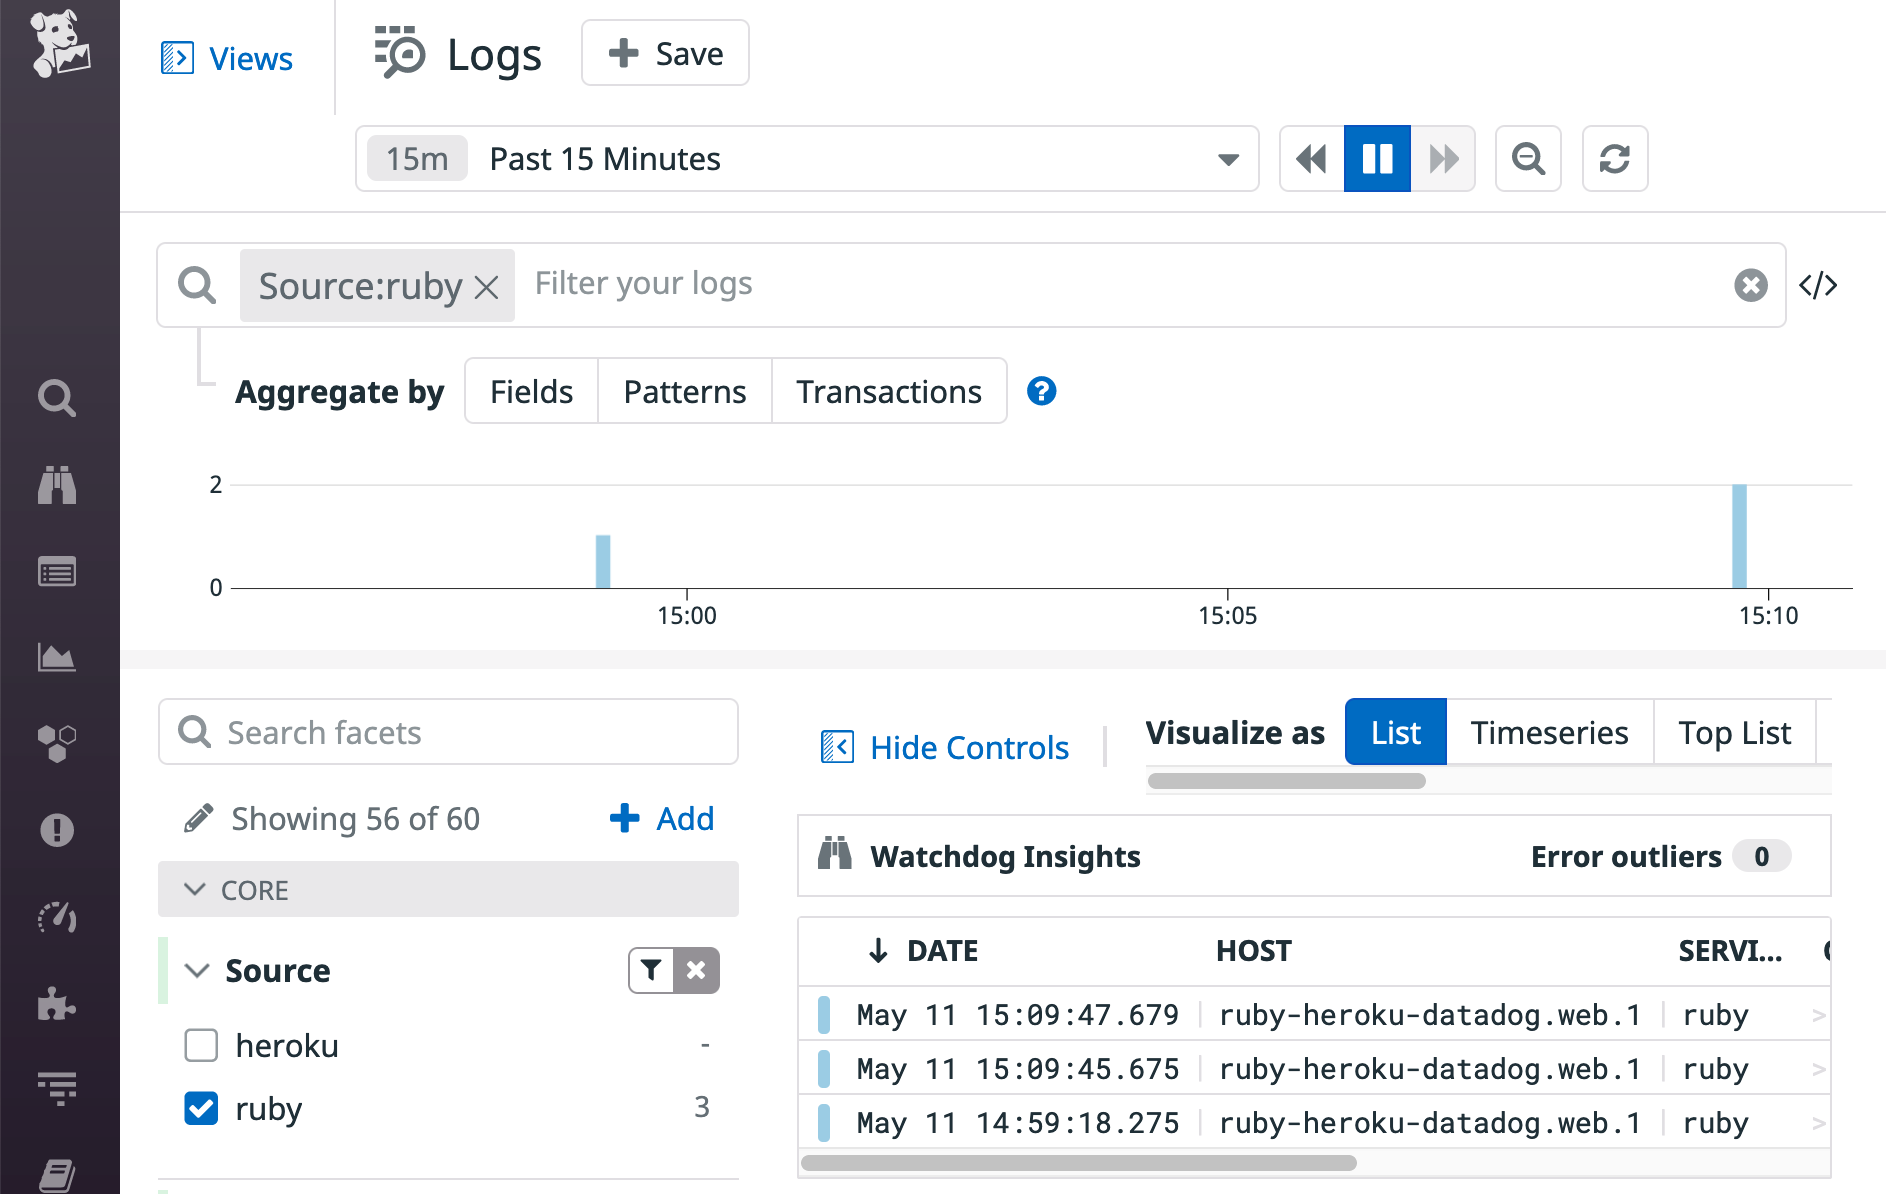 Views
Logs
Save
15m Past 15 Minutes
Source:ruby Filter your logs
</>
Aggregate by Fields Patterns Transactions ?
2
0
15:00 15:05 15:10
Search facets
Showing 56 of 60 Add
CORE
Source
heroku -
ruby 3
Hide Controls Visualize as List Timeseries Top List
Watchdog Insights Error outliers 0
DATE HOST SERVI...
May 11 15:09:47.679 ruby-heroku-datadog.web.1 ruby >
May 11 15:09:45.675 ruby-heroku-datadog.web.1 ruby >
May 11 14:59:18.275 ruby-heroku-datadog.web.1 ruby >